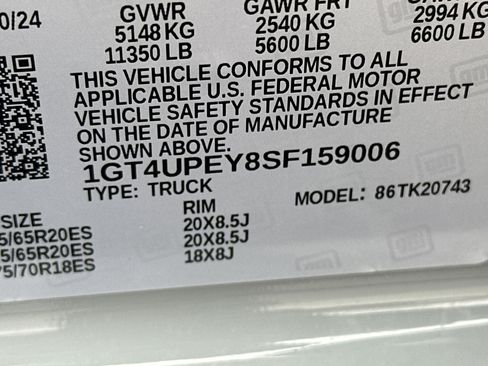 0/24 GVWR GAWR FRT
5148 KG 2540 KG 2994 KG
11350 LB 5600 LB 6600 LB
THIS VEHICLE CONFORMS TO ALL
APPLICABLE U.S. FEDERAL MOTOR
VEHICLE SAFETY STANDARDS IN EFFECT
ON THE DATE OF MANUFACTURE
SHOWN ABOVE.
1GT4UPEY8SF159006
TYPE: TRUCK MODEL: 86TK20743
SIZE RIM
5/65R20ES 20X8.5J
5/65R20ES 20X8.5J
75/70R18ES 18X8J
gm